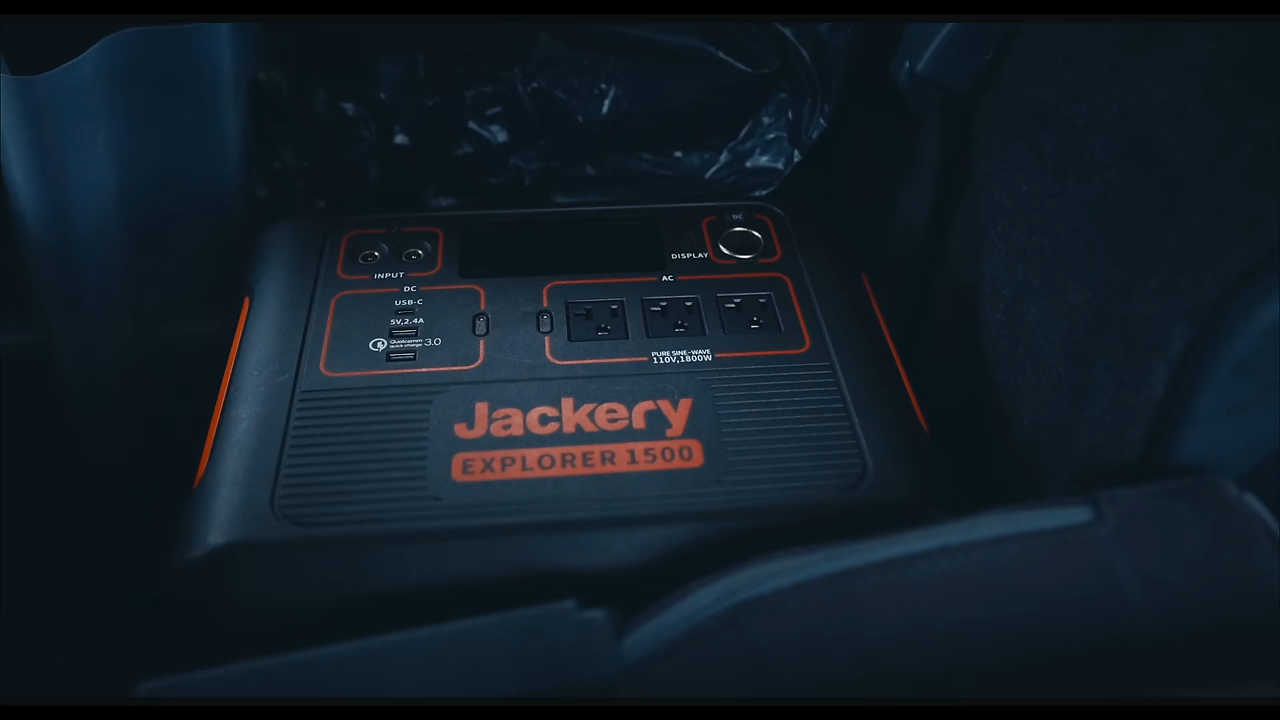 DC
DISPLAY
INPUT
AC
DC
USB-C
5V,2.4A
Qualcomm
quick charge 3.0
PURE SINE-WAVE
110V,1800W
Jackery
EXPLORER 1500